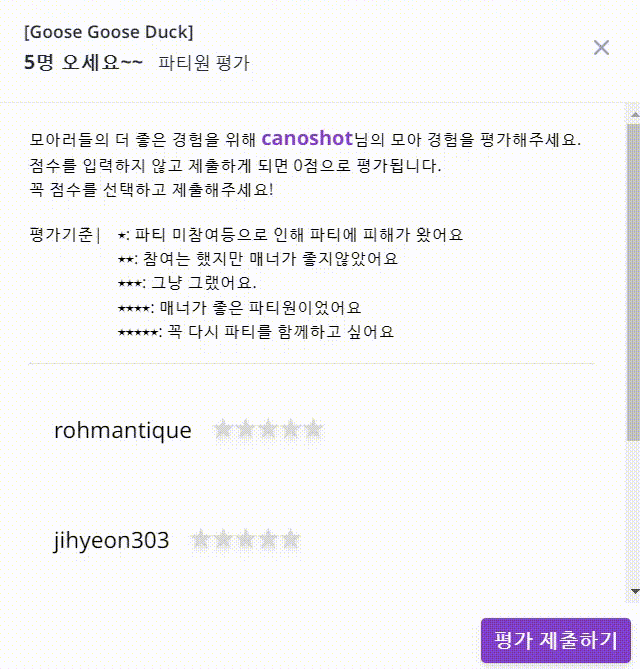 [Goose Goose Duck]
5명 오세요~~ 파티원 평가
모아러들의 더 좋은 경험을 위해 canoshot님의 모아 경험을 평가해주세요.
점수를 입력하지 않고 제출하게 되면 0점으로 평가됩니다.
꼭 점수를 선택하고 제출해주세요!
평가기준| ★: 파티 미참여등으로 인해 파티에 피해가 왔어요
★★: 참여는 했지만 매너가 좋지않았어요
★★★: 그냥 그랬어요.
★★★★: 매너가 좋은 파티원이었어요
★★★★★: 꼭 다시 파티를 함께하고 싶어요
rohmantique ★★★★★
jihyeon303 ★★★★★
평가 제출하기